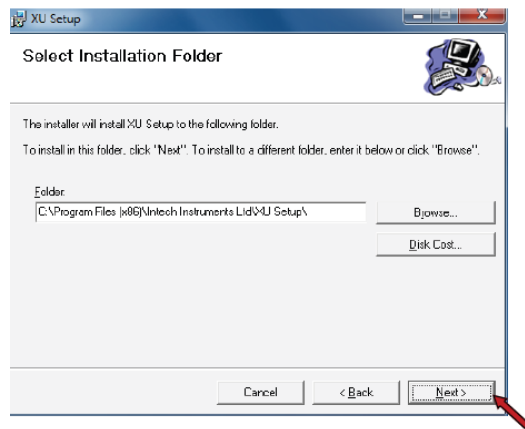 XU Setup
Select Installation Folder
The installer will install XU Setup to the following folder.
To install in this folder, click "Next". To install to a different folder, enter it below or click "Browse".
Folder:
C:\Program Files (x86)\Intech Instruments Ltd\XU Setup\
Browse...
Disk Cost...
Cancel
< Back
Next >